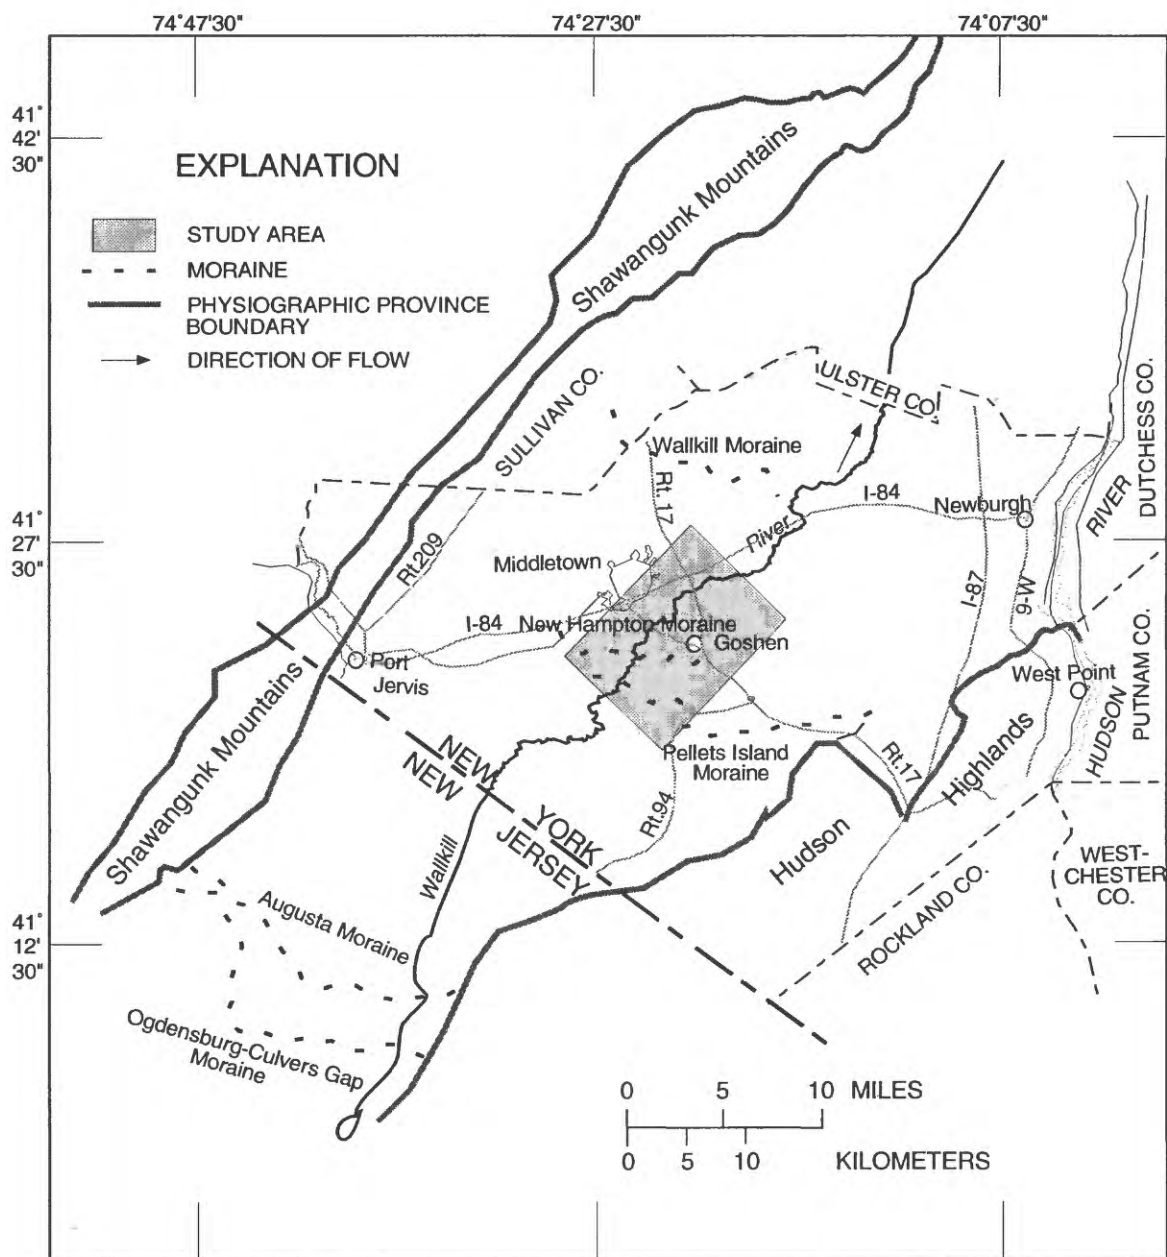 74°47'30"
74°27'30"
74°07'30"
41°
42'
30"
EXPLANATION
STUDY AREA
MORAINE
PHYSIOGRAPHIC PROVINCE
BOUNDARY
DIRECTION OF FLOW
Shawangunk Mountains
SULLIVAN CO.
ULSTER CO.
DUTCHESS CO.
Wallkill Moraine
Rt. 17
I-84
Newburgh
RIVER
41°
27'
30"
Rt.209
Middletown
River
I-87
9-W
I-84
New Hampton Moraine
Goshen
Port
Jervis
West Point
PUTNAM CO.
HUDSON
Shawangunk Mountains
NEW YORK
NEW JERSEY
Pellets Island
Moraine
Rt.17
Highlands
Rt.94
Hudson
WEST-
CHESTER
CO.
Wallkill
ROCKLAND CO.
Augusta Moraine
41°
12'
30"
Ogdensburg-Culvers Gap
Moraine
0 5 10 MILES
0 5 10 KILOMETERS